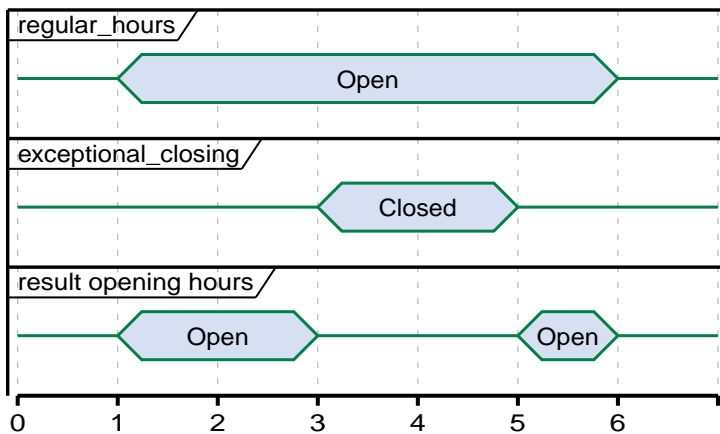 regular_hours
Open
exceptional_closing
Closed
result opening hours
Open Open
0 1 2 3 4 5 6